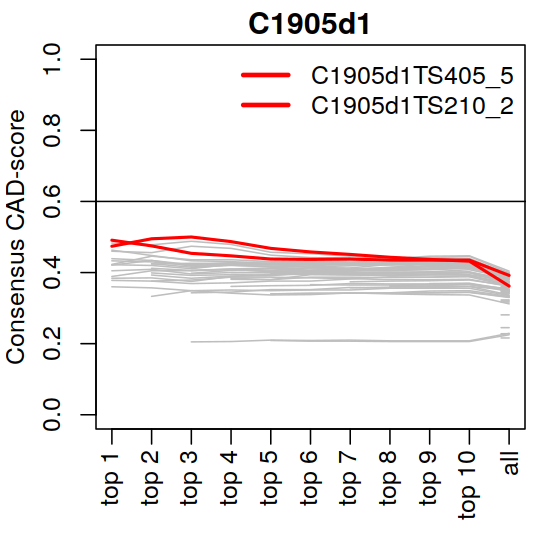 C1905d1
C1905d1TS405_5
C1905d1TS210_2
Consensus CAD-score
1.0
0.8
0.6
0.4
0.2
0.0
top 1
top 2
top 3
top 4
top 5
top 6
top 7
top 8
top 9
top 10
all